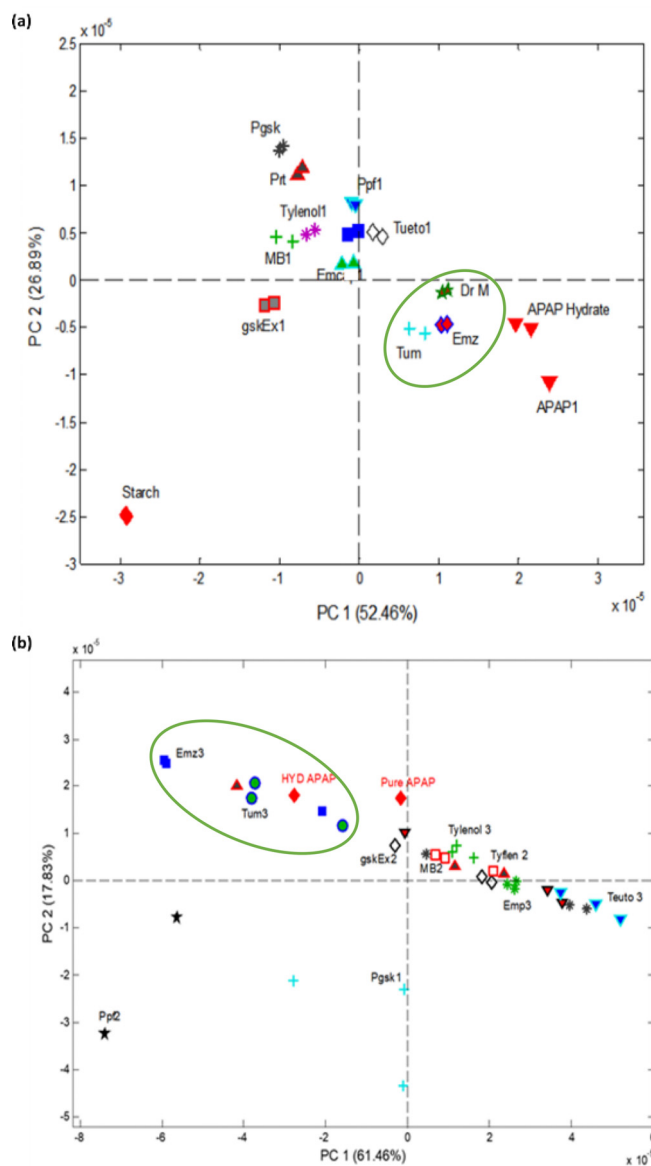 (a)
× 10⁻⁵
2.5
2
1.5
1
0.5
0
-0.5
-1
-1.5
-2
-2.5
-3
PC 2 (26.89%)
Pgsk
Prt
Ppf1
Tylenol1
Tueto1
MB1
Emc
gskEx1
Dr M
APAP Hydrate
Tum
Emz
APAP1
Starch
-3 -2 -1 0 1 2 3
PC 1 (52.46%)
× 10⁻⁵
(b)
× 10⁻⁵
4
3
2
1
0
-1
-2
-3
-4
-5
PC 2 (17.83%)
Emz3
HYD APAP
Pure APAP
Tum3
Tylenol 3
gskEx2
MB2
Tyflen 2
Emp3
Teuto 3
Pgsk1
Ppf2
-8 -6 -4 -2 0 2 4 6
PC 1 (61.46%)